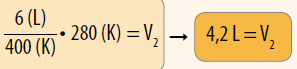 6 (L)
400 (K) • 280 (K) = V₂ → 4,2 L = V₂